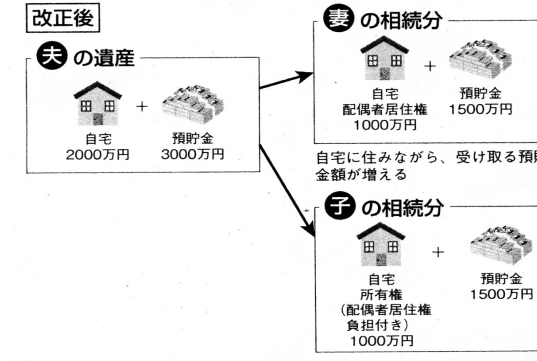 改正後
夫の遺産
+
自宅
2000万円
預貯金
3000万円
妻の相続分
+
自宅
配偶者居住権
1000万円
預貯金
1500万円
自宅に住みながら、受け取る預
金額が増える
子の相続分
+
自宅
所有権
(配偶者居住権
負担付き)
1000万円
預貯金
1500万円